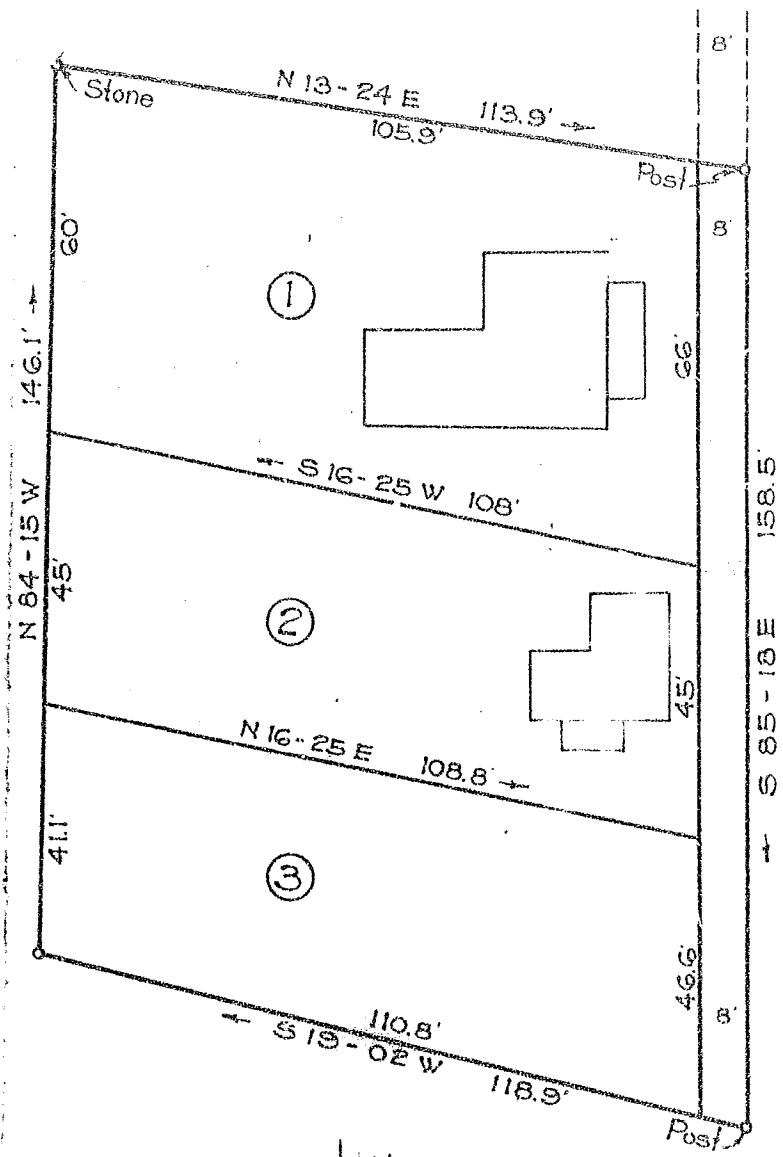 8'
N 13-24 E 113.9' →
Stone
105.9'
Post
8'
60'
1
N 84-15 W 146.1' →
66'
← S 16-25 W 108'
← S 85-18 E 158.5'
45'
2
45'
N 16-25 E 108.8' →
41.1'
3
46.6'
8'
110.8'
← S 19-02 W 118.9'
Post